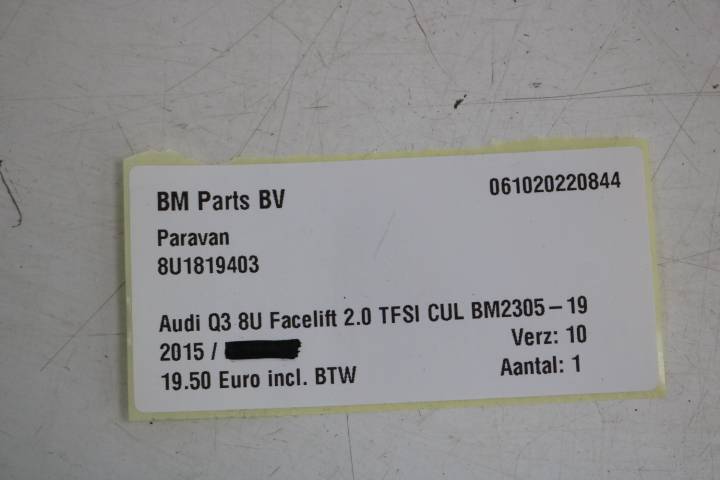 BM Parts BV 061020220844
Paravan
8U1819403
Audi Q3 8U Facelift 2.0 TFSI CUL BM2305-19
2015 / Verz: 10
19.50 Euro incl. BTW Aantal: 1